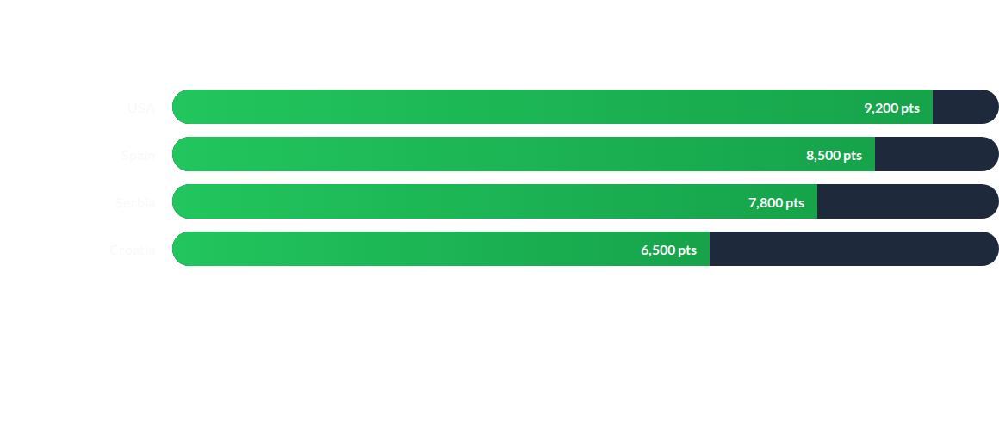 USA 9,200 pts
Spain 8,500 pts
Serbia 7,800 pts
Croatia 6,500 pts